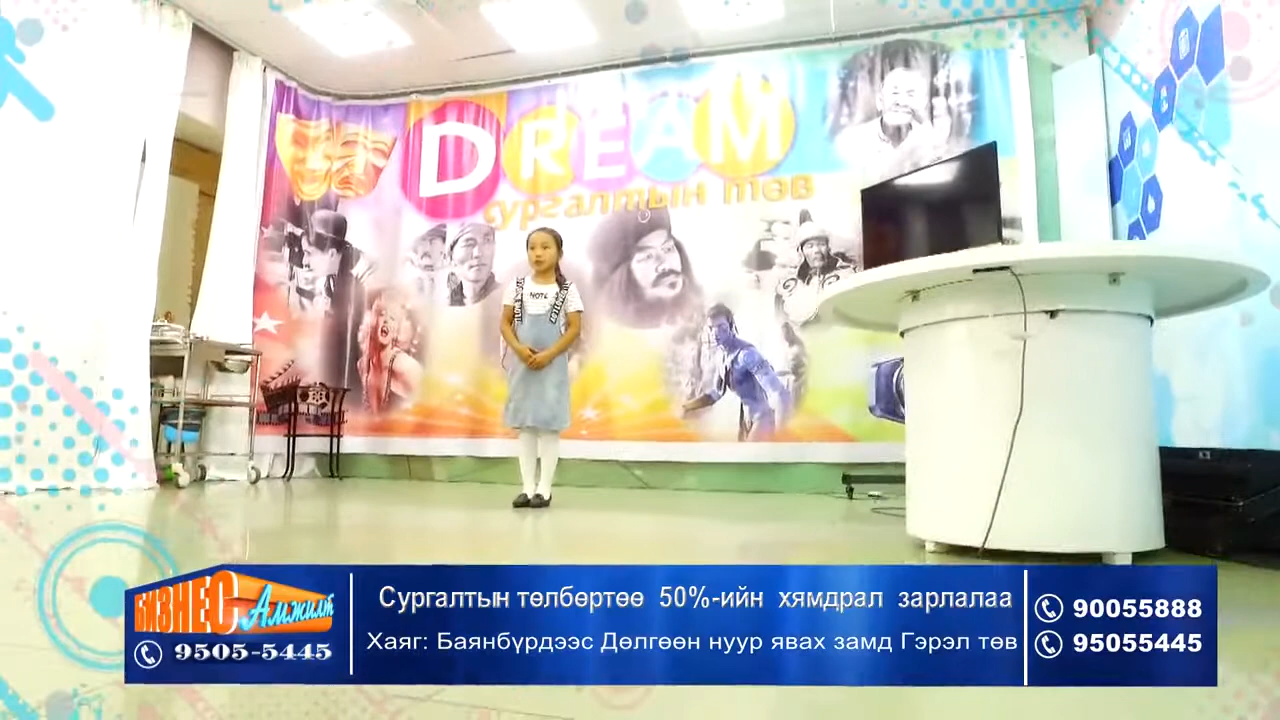 DREAM
сургалтын төв
NOTE
БИЗНЕС
Амжилт
9505-5445
Сургалтын төлбөртөө 50%-ийн хямдрал зарлалаа
Хаяг: Баянбүрдээс Дөлгөөн нуур явах замд Гэрэл төв
90055888
95055445